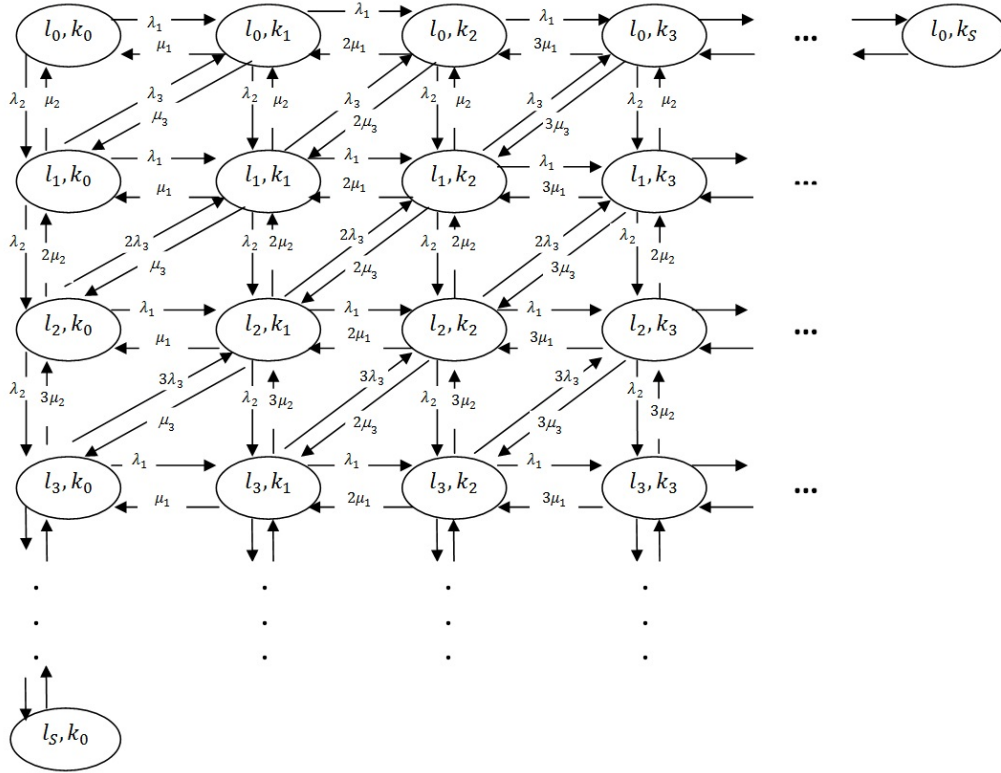 λ₁ λ₁ λ₁
l₀, k₀ l₀, k₁ l₀, k₂ l₀, k₃ ... l₀, k_S
μ₁ 2μ₁ 3μ₁
λ₂ μ₂ λ₃ λ₂ μ₂ λ₃ λ₂ μ₂ λ₃ λ₂ μ₂
μ₃ 2μ₃ 3μ₃
λ₁ λ₁ λ₁
l₁, k₀ l₁, k₁ l₁, k₂ l₁, k₃ ...
μ₁ 2μ₁ 3μ₁
λ₂ 2μ₂ 2λ₃ λ₂ 2μ₂ 2λ₃ λ₂ 2μ₂ 2λ₃ λ₂ 2μ₂
μ₃ 2μ₃ 3μ₃
λ₁ λ₁ λ₁
l₂, k₀ l₂, k₁ l₂, k₂ l₂, k₃ ...
μ₁ 2μ₁ 3μ₁
λ₂ 3μ₂ 3λ₃ λ₂ 3μ₂ 3λ₃ λ₂ 3μ₂ 3λ₃ λ₂ 3μ₂
μ₃ 2μ₃ 3μ₃
λ₁ λ₁ λ₁
l₃, k₀ l₃, k₁ l₃, k₂ l₃, k₃ ...
μ₁ 2μ₁ 3μ₁
. . . .
. . . .
. . . .
l_S, k₀